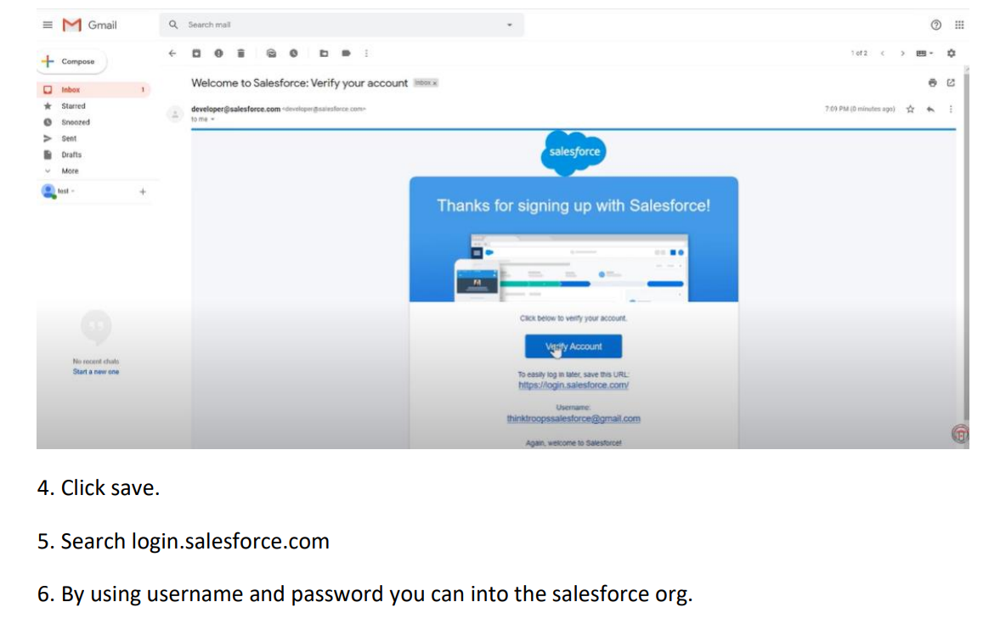 Gmail
Search mail
Compose
1 of 2
Inbox
1
Welcome to Salesforce: Verify your account
Inbox x
Starred
developer@salesforce.com <developer@salesforce.com>
7:09 PM (0 minutes ago)
to me
Snoozed
Sent
Drafts
More
test
salesforce
Thanks for signing up with Salesforce!
Click below to verify your account.
Verify Account
No recent chats
Start a new one
To easily log in later, save this URL:
https://login.salesforce.com/
Username:
thinktroopssalesforce@gmail.com
Again, welcome to Salesforce!
4. Click save.
5. Search login.salesforce.com
6. By using username and password you can into the salesforce org.